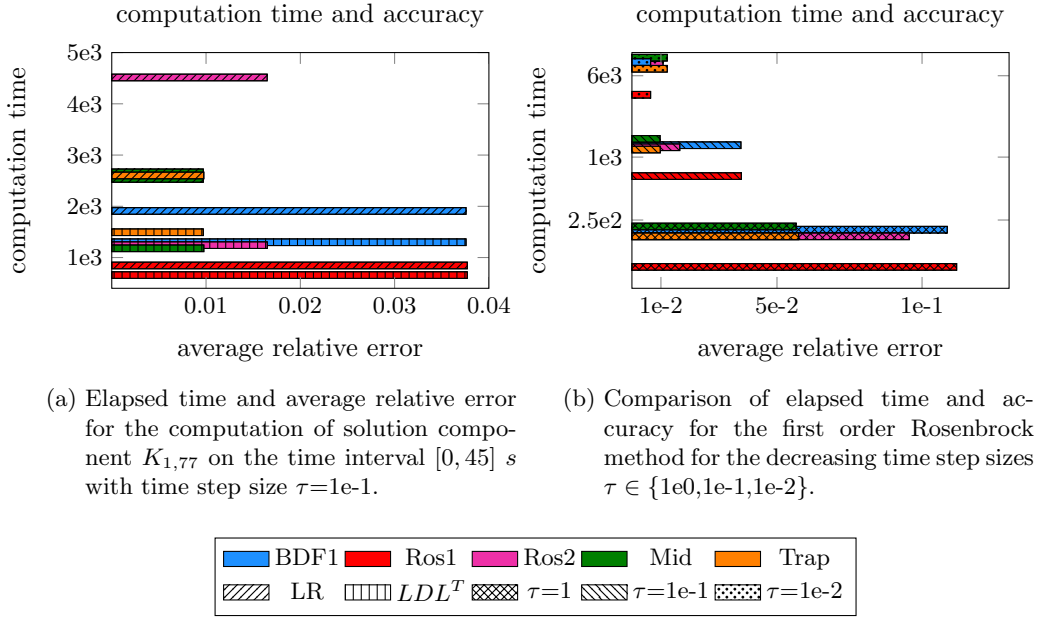 computation time and accuracy
computation time
5e3
4e3
3e3
2e3
1e3
0.01
0.02
0.03
0.04
average relative error
computation time and accuracy
computation time
6e3
1e3
2.5e2
1e-2
5e-2
1e-1
average relative error
(a) Elapsed time and average relative error
for the computation of solution compo-
nent K1,77 on the time interval [0, 45] s
with time step size τ=1e-1.
(b) Comparison of elapsed time and ac-
curacy for the first order Rosenbrock
method for the decreasing time step sizes
τ ∈ {1e0,1e-1,1e-2}.
BDF1 Ros1 Ros2 Mid Trap
LR LDL^T τ=1 τ=1e-1 τ=1e-2